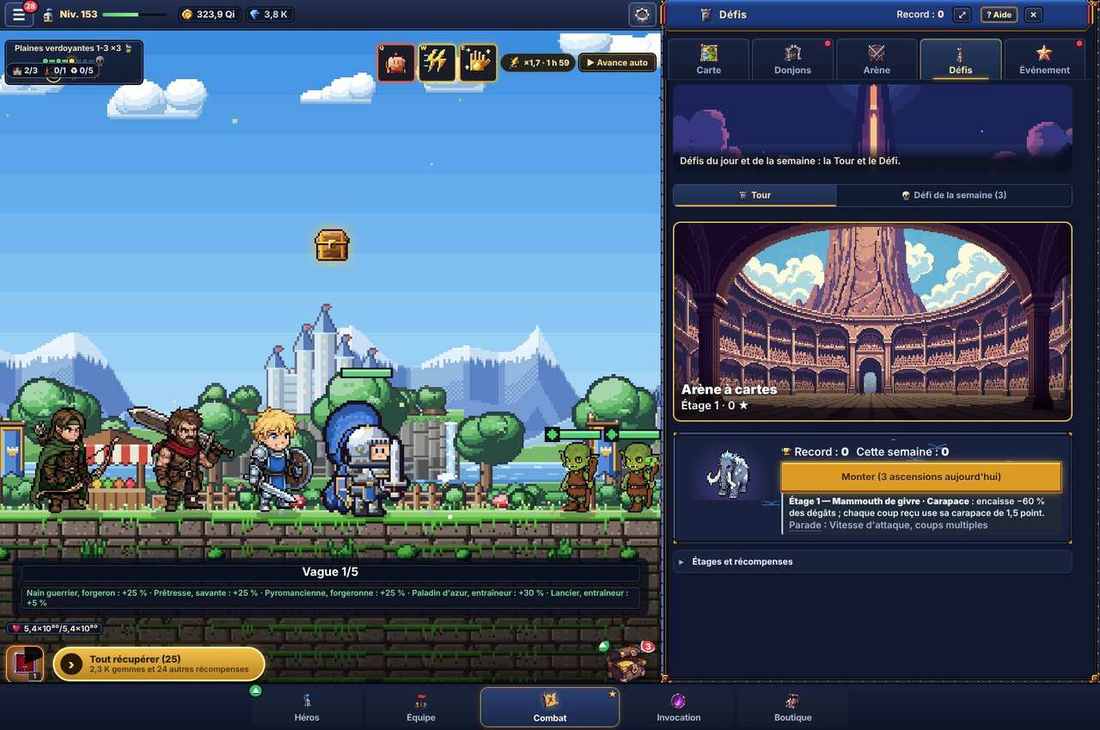 28
Niv. 153
323,9 Qi
3,8 K
Plaines verdoyantes 1-3 ×3
2/3
0/1
0/5
×1,7 · 1 h 59
Avance auto
Vague 1/5
Nain guerrier, forgeron : +25 % · Prêtresse, savante : +25 % · Pyromancienne, forgeronne : +25 % · Paladin d'azur, entraîneur : +30 % · Lancier, entraîneur :
+5 %
1
Tout récupérer (25)
2,3 K gemmes et 24 autres récompenses
3
Héros
Équipe
Combat
Invocation
Boutique
Défis
Record : 0
? Aide
Carte
Donjons
Arène
Défis
Événement
Défis du jour et de la semaine : la Tour et le Défi.
Tour
Défi de la semaine (3)
Arène à cartes
Étage 1 · 0 ★
Record : 0 Cette semaine : 0
Monter (3 ascensions aujourd'hui)
Étage 1 — Mammouth de givre · Carapace : encaisse −60 %
des dégâts ; chaque coup reçu use sa carapace de 1,5 point.
Parade : Vitesse d'attaque, coups multiples
Étages et récompenses